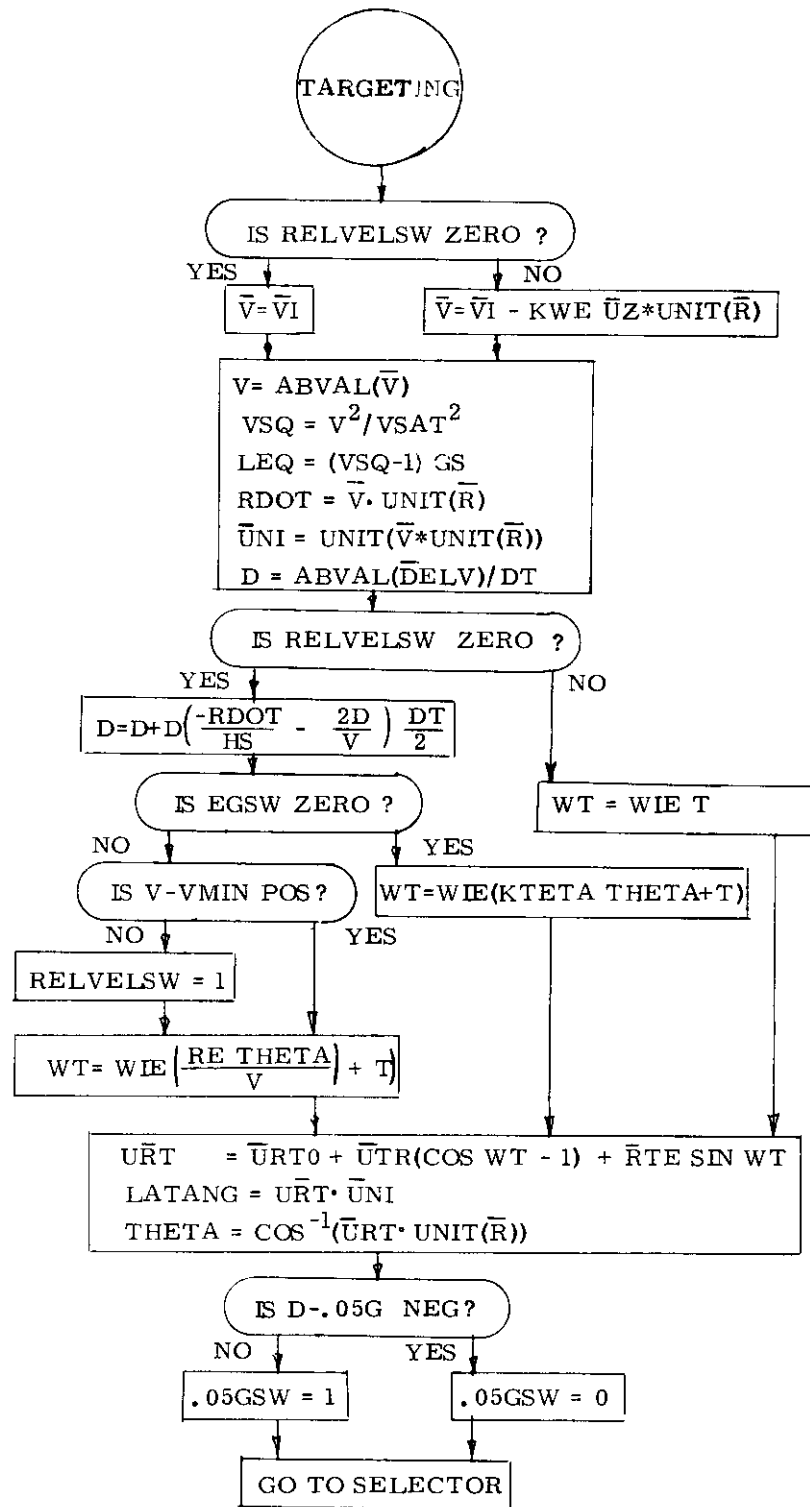 TARGETING
IS RELVELSW ZERO ?
YES
NO
V̄= V̄I
V̄= V̄I - KWE ŪZ*UNIT(R̄)
V= ABVAL(V̄)
VSQ = V²/VSAT²
LEQ = (VSQ-1) GS
RDOT = V̄· UNIT(R̄)
ŪNI = UNIT(V̄*UNIT(R̄))
D = ABVAL(D̄ELV)/DT
IS RELVELSW ZERO ?
YES
NO
D=D+D(-RDOT/HS - 2D/V) DT/2
IS EGSW ZERO ?
WT = WIE T
NO
YES
IS V-VMIN POS?
WT=WIE(KTETA THETA+T)
NO
YES
RELVELSW = 1
WT= WIE(RE THETA/V) + T)
UR̄T = ŪRT0 + ŪTR(COS WT - 1) + R̄TE SIN WT
LATANG = UR̄T· ŪNI
THETA = COS⁻¹(ŪRT· UNIT(R̄))
IS D-.05G NEG?
NO
YES
.05GSW = 1
.05GSW = 0
GO TO SELECTOR